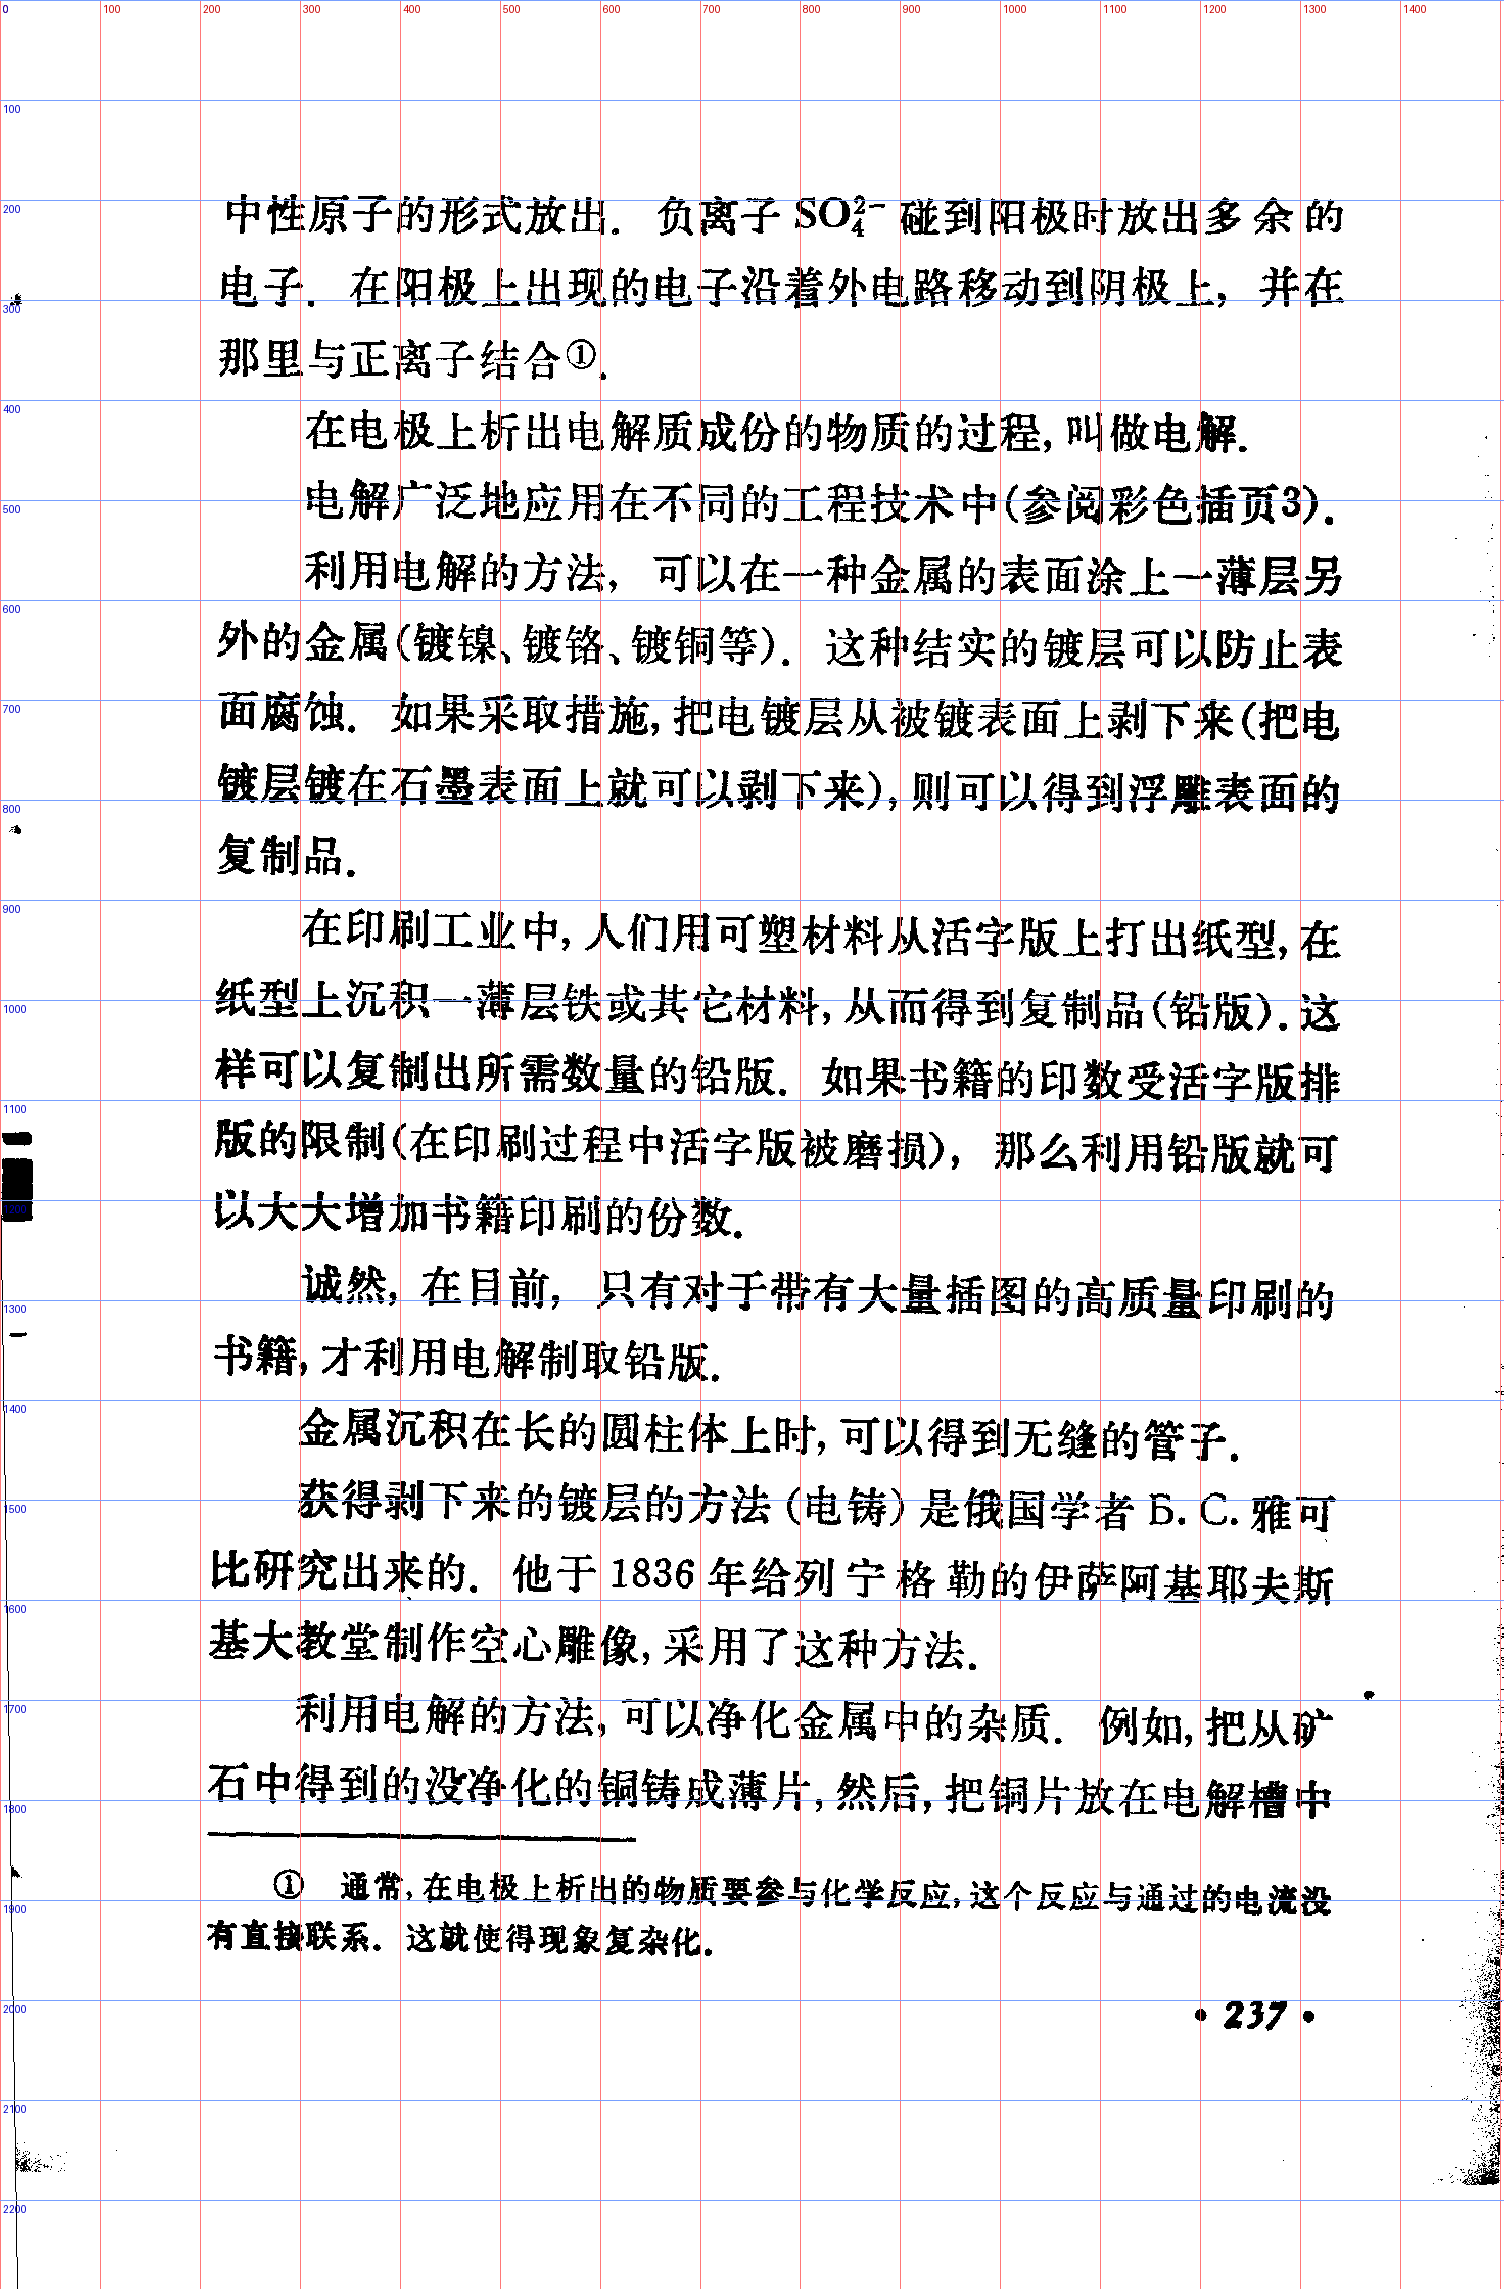 中性原子的形式放出. 负离子 SO₄²⁻ 碰到阳极时放出多余的
电子. 在阳极上出现的电子沿着外电路移动到阴极上, 并在
那里与正离子结合①.
在电极上析出电解质成份的物质的过程, 叫做电解.
电解广泛地应用在不同的工程技术中(参阅彩色插页3).
利用电解的方法, 可以在一种金属的表面涂上一薄层另
外的金属(镀镍、镀铬、镀铜等). 这种结实的镀层可以防止表
面腐蚀. 如果采取措施, 把电镀层从被镀表面上剥下来(把电
镀层镀在石墨表面上就可以剥下来), 则可以得到浮雕表面的
复制品.
在印刷工业中, 人们用可塑材料从活字版上打出纸型, 在
纸型上沉积一薄层铁或其它材料, 从而得到复制品(铅版). 这
样可以复制出所需数量的铅版. 如果书籍的印数受活字版排
版的限制(在印刷过程中活字版被磨损), 那么利用铅版就可
以大大增加书籍印刷的份数.
诚然, 在目前, 只有对于带有大量插图的高质量印刷的
书籍, 才利用电解制取铅版.
金属沉积在长的圆柱体上时, 可以得到无缝的管子.
获得剥下来的镀层的方法(电铸)是俄国学者 Б. С. 雅可
比研究出来的. 他于 1836 年给列宁格勒的伊萨阿基耶夫斯
基大教堂制作空心雕像, 采用了这种方法.
利用电解的方法, 可以净化金属中的杂质. 例如, 把从矿
石中得到的没净化的铜铸成薄片, 然后, 把铜片放在电解槽中
① 通常, 在电极上析出的物质要参与化学反应, 这个反应与通过的电流没
有直接联系. 这就使得现象复杂化.
• 237 •